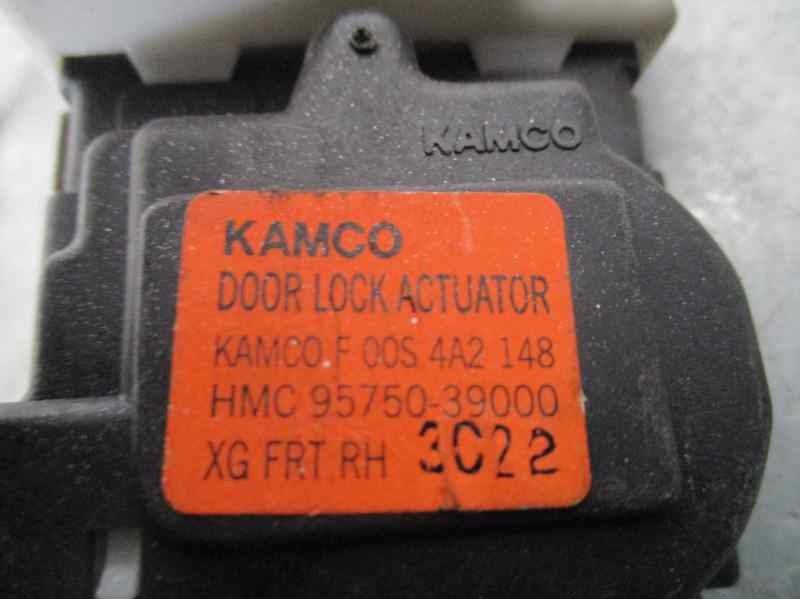 KAMCO
KAMCO
DOOR LOCK ACTUATOR
KAMCO F 00S 4A2 148
HMC 95750-39000
XG FRT RH 3C22